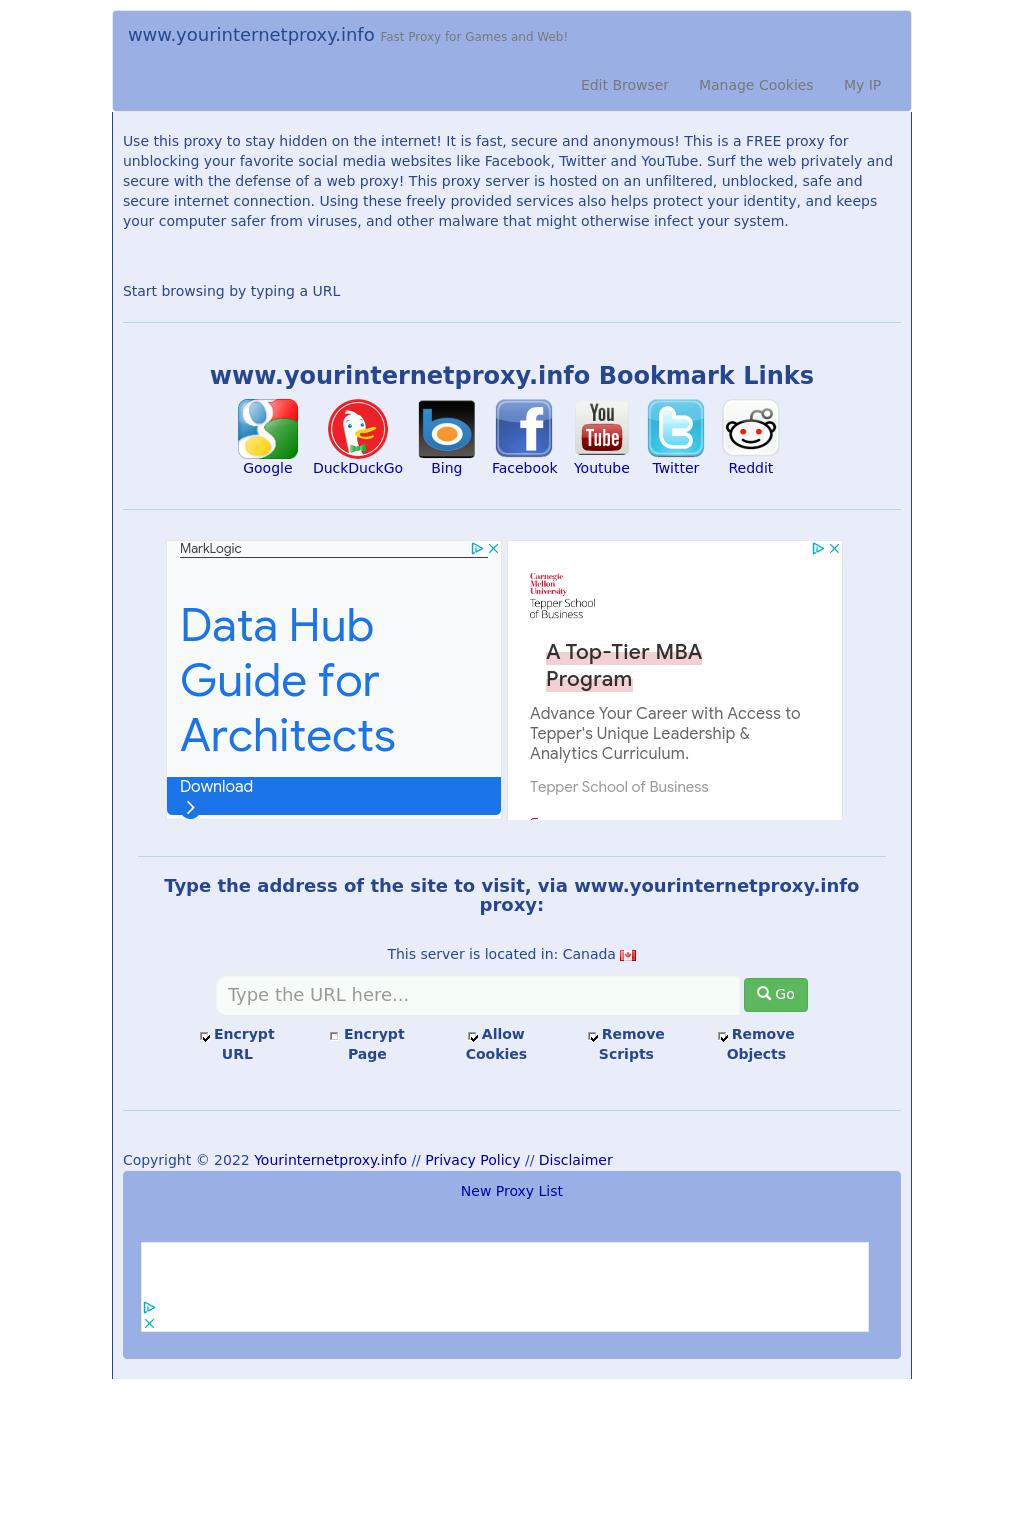 www.yourinternetproxy.info Fast Proxy for Games and Web!
Edit Browser Manage Cookies My IP
Use this proxy to stay hidden on the internet! It is fast, secure and anonymous! This is a FREE proxy for
unblocking your favorite social media websites like Facebook, Twitter and YouTube. Surf the web privately and
secure with the defense of a web proxy! This proxy server is hosted on an unfiltered, unblocked, safe and
secure internet connection. Using these freely provided services also helps protect your identity, and keeps
your computer safer from viruses, and other malware that might otherwise infect your system.
Start browsing by typing a URL
www.yourinternetproxy.info Bookmark Links
You
Tube
Google DuckDuckGo Bing Facebook Youtube Twitter Reddit
MarkLogic
Data Hub
Guide for
Architects
Download
Carnegie
Mellon
University
Tepper School
of Business
A Top-Tier MBA
Program
Advance Your Career with Access to
Tepper's Unique Leadership &
Analytics Curriculum.
Tepper School of Business
Type the address of the site to visit, via www.yourinternetproxy.info
proxy:
This server is located in: Canada
Type the URL here...
Go
Encrypt URL
Encrypt Page
Allow Cookies
Remove Scripts
Remove Objects
Copyright © 2022 Yourinternetproxy.info // Privacy Policy // Disclaimer
New Proxy List